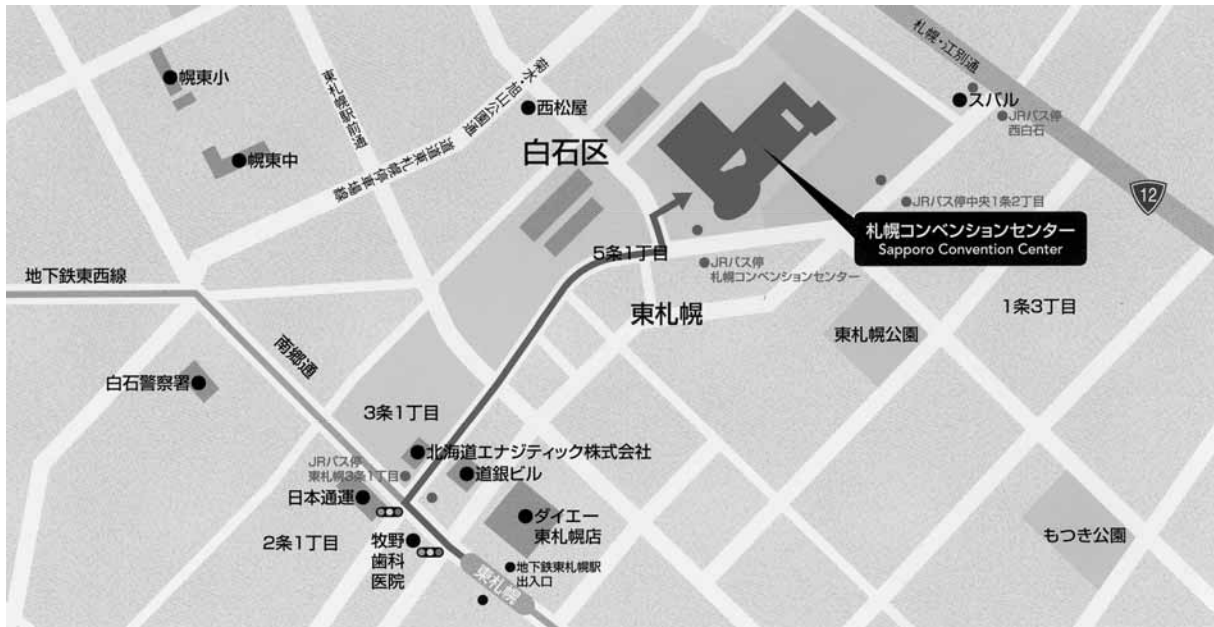 幌東小
幌東中
東札幌駅前通
菊水・旭山公園通
道道東札幌停車場線
西松屋
白石区
札幌・江別通
スバル
JRバス停
西白石
12
JRバス停中央1条2丁目
札幌コンベンションセンター
Sapporo Convention Center
5条1丁目
JRバス停
札幌コンベンションセンター
地下鉄東西線
東札幌
1条3丁目
東札幌公園
南郷通
白石警察署
3条1丁目
北海道エナジティック株式会社
JRバス停
東札幌3条1丁目
道銀ビル
日本通運
ダイエー
東札幌店
2条1丁目
牧野
歯科
医院
もつき公園
地下鉄東札幌駅
出入口
東札幌